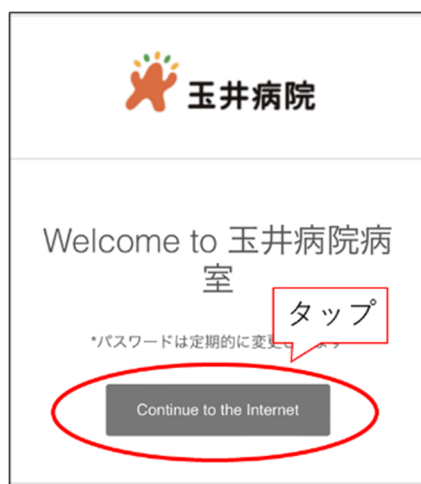 玉井病院
Welcome to 玉井病院病
室
タップ
*パスワードは定期的に変更
Continue to the Internet